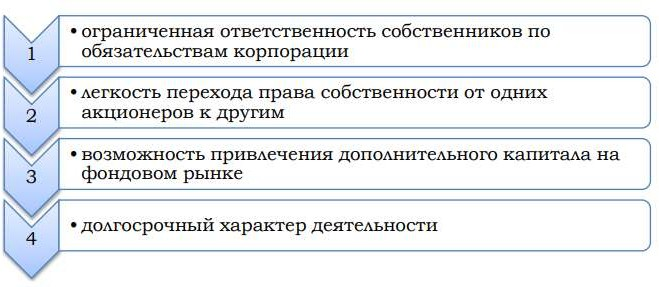 1
• ограниченная ответственность собственников по
обязательствам корпорации
2
• легкость перехода права собственности от одних
акционеров к другим
3
• возможность привлечения дополнительного капитала на
фондовом рынке
4
• долгосрочный характер деятельности